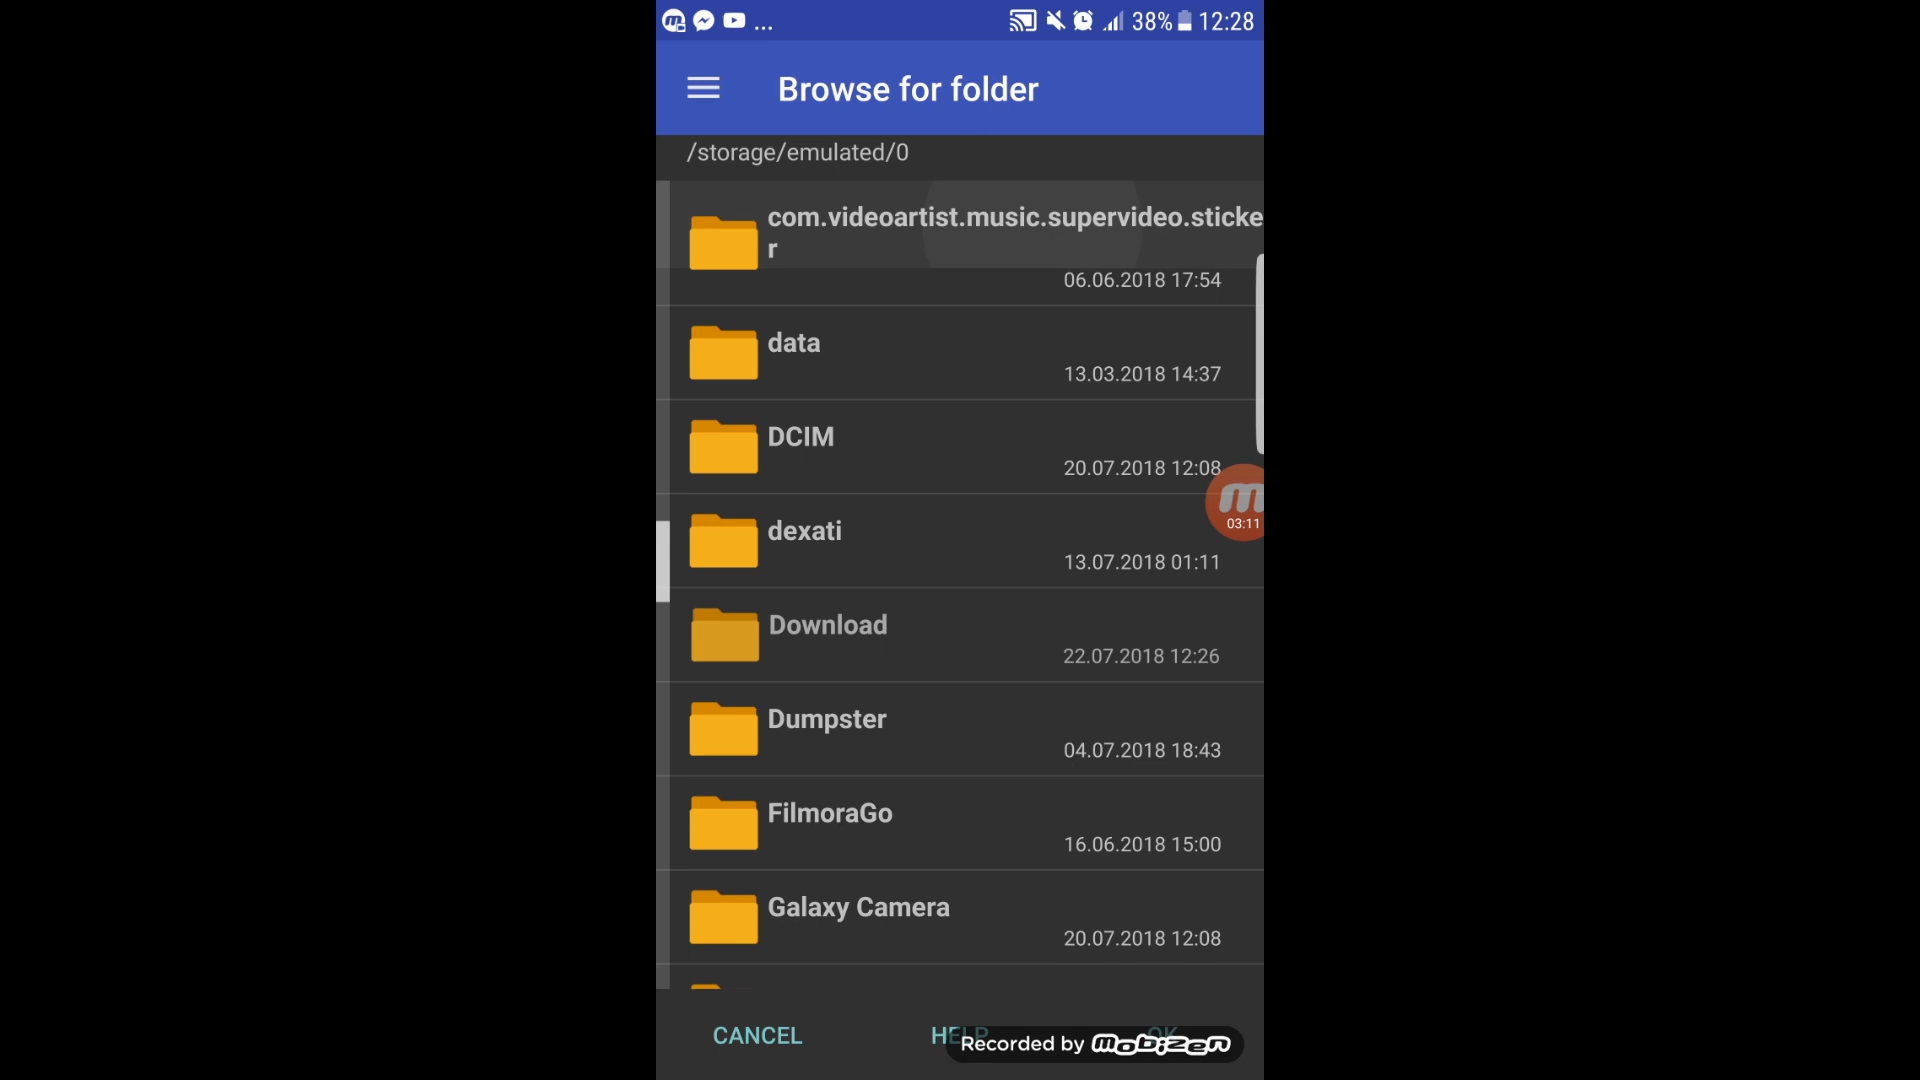 ... 38% 12:28
Browse for folder
/storage/emulated/0
com.videoartist.music.supervideo.sticke
r
06.06.2018 17:54
data
13.03.2018 14:37
DCIM
20.07.2018 12:08
dexati
13.07.2018 01:11
m
03:11
Download
22.07.2018 12:26
Dumpster
04.07.2018 18:43
FilmoraGo
16.06.2018 15:00
Galaxy Camera
20.07.2018 12:08
CANCEL HELP OK
Recorded by mobizen